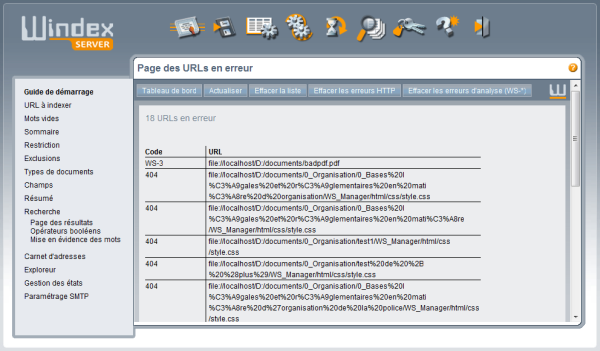 Windex
SERVER
Page des URLs en erreur
Guide de démarrage
URL à indexer
Mots vides
Sommaire
Restriction
Exclusions
Types de documents
Champs
Résumé
Recherche
Page des résultats
Opérateurs booléens
Mise en évidence des mots
Carnet d'adresses
Exploreur
Gestion des états
Paramétrage SMTP
Tableau de bord Actualiser Effacer la liste Effacer les erreurs HTTP Effacer les erreurs d'analyse (WS-*)
18 URLs en erreur
Code URL
WS-3 file://localhost/D:/documents/badpdf.pdf
404 file://localhost/D:/documents/0_Organisation/0_Bases%20l
%C3%A9gales%20et%20r%C3%A9glementaires%20en%20mati
%C3%A8re%20d%20organisation/WS_Manager/html/css/style.css
404 file://localhost/D:/documents/0_Organisation/0_Bases%20l
%C3%A9gales%20et%20r%C3%A9glementaires%20en%20mati%C3%A8re
/WS_Manager/html/css/style.css
404 file://localhost/D:/documents/0_Organisation/test1/WS_Manager/html/css
/style.css
404 file://localhost/D:/documents/0_Organisation/test%20de%20%2B
%20%28plus%29/WS_Manager/html/css/style.css
404 file://localhost/D:/documents/0_Organisation/0_Bases%20l
%C3%A9gales%20et%20r%C3%A9glementaires%20en%20mati
%C3%A8re%20d%27organisation%20de%20la%20police/WS_Manager/html/css
/style.css